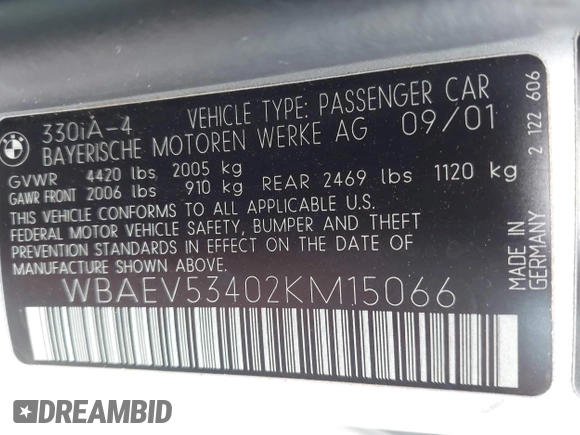 330iA-4 VEHICLE TYPE: PASSENGER CAR
BAYERISCHE MOTOREN WERKE AG 09/01
GVWR 4420 lbs 2005 kg
GAWR FRONT 2006 lbs 910 kg REAR 2469 lbs 1120 kg
THIS VEHICLE CONFORMS TO ALL APPLICABLE U.S.
FEDERAL MOTOR VEHICLE SAFETY, BUMPER AND THEFT
PREVENTION STANDARDS IN EFFECT ON THE DATE OF
MANUFACTURE SHOWN ABOVE.
WBAEV53402KM15066
MADE IN
GERMANY
2 122 606
BMW
DREAMBID